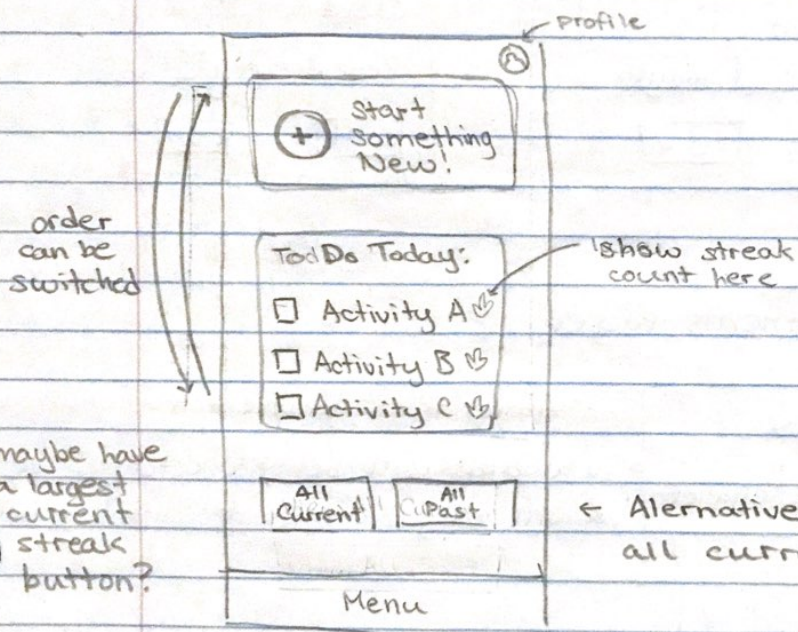 profile
Start
Something
New!
order
can be
switched
To Do Today:
show streak
count here
Activity A
Activity B
Activity C
maybe have
a largest
current
streak
button?
All
Current
All
Past
← Alernative
all curr
Menu